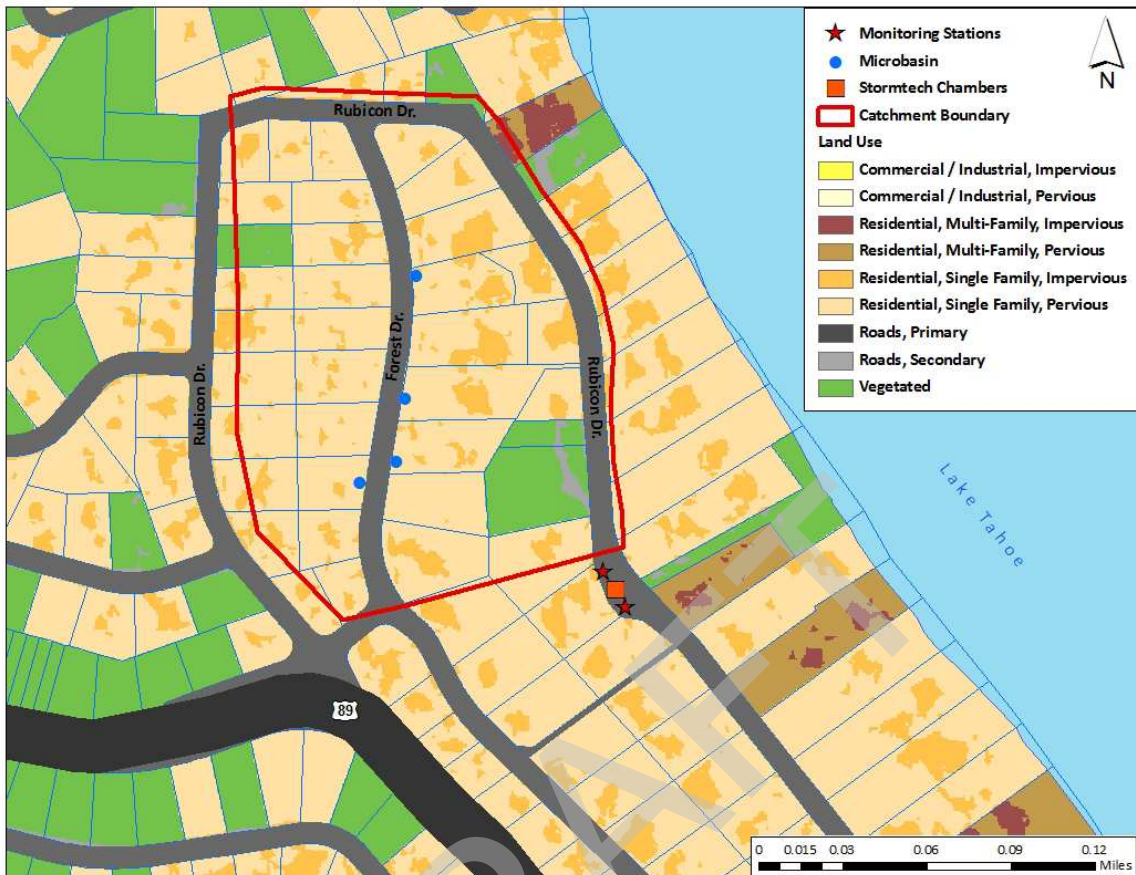 Monitoring Stations
Microbasin
Stormtech Chambers
Catchment Boundary
Land Use
Commercial / Industrial, Impervious
Commercial / Industrial, Pervious
Residential, Multi-Family, Impervious
Residential, Multi-Family, Pervious
Residential, Single Family, Impervious
Residential, Single Family, Pervious
Roads, Primary
Roads, Secondary
Vegetated
N
Rubicon Dr.
Rubicon Dr.
Forest Dr.
Rubicon Dr.
Lake Tahoe
89
DRAFT
0 0.015 0.03 0.06 0.09 0.12
Miles